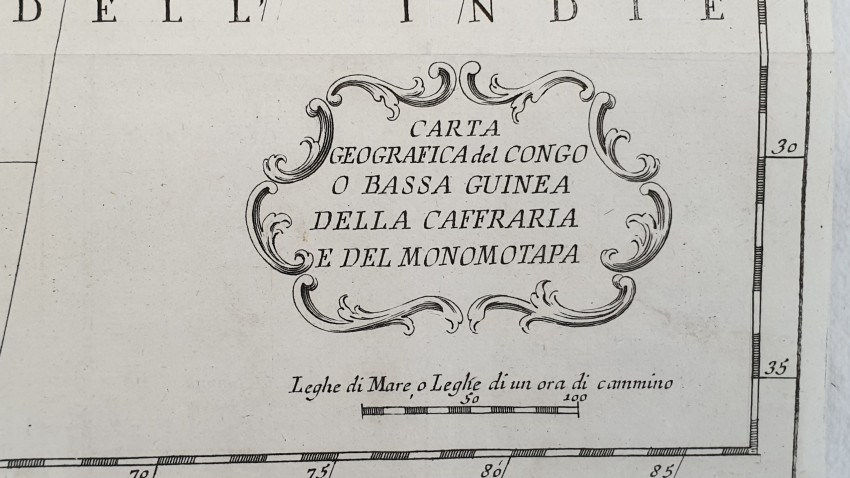 DELL' INDIE
CARTA
GEOGRAFICA del CONGO
O BASSA GUINEA
DELLA CAFFRARIA
E DEL MONOMOTAPA
30
35
Leghe di Mare, o Leghe di un ora di cammino
50 100
70 75 80 85